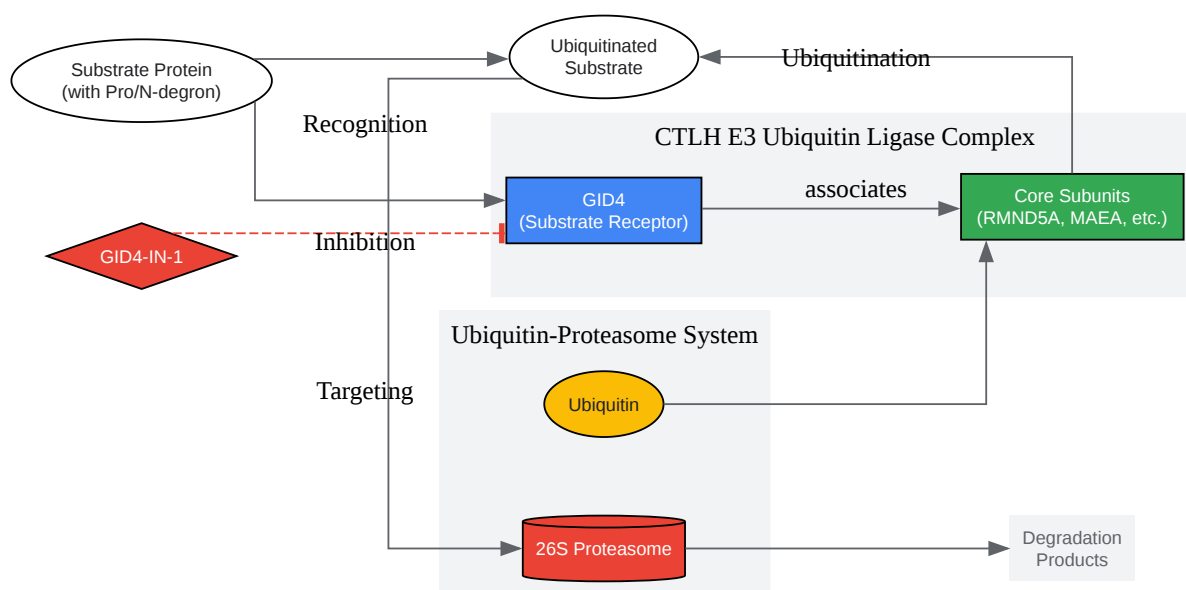 Ubiquitinated
Substrate
Ubiquitination
Substrate Protein
(with Pro/N-degron)
Recognition
CTLH E3 Ubiquitin Ligase Complex
associates
GID4
(Substrate Receptor)
Core Subunits
(RMND5A, MAEA, etc.)
Inhibition
GID4-IN-1
Ubiquitin-Proteasome System
Targeting
Ubiquitin
26S Proteasome
Degradation
Products